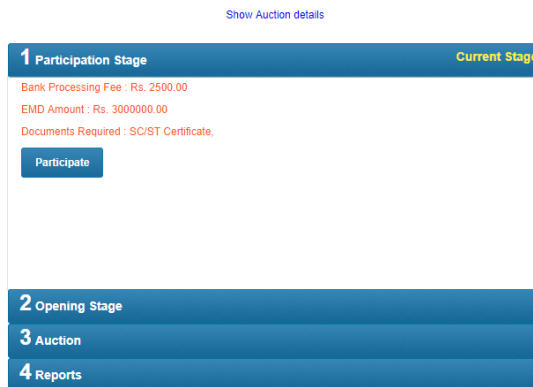 Show Auction details
1 Participation Stage Current Stage
Bank Processing Fee : Rs. 2500.00
EMD Amount : Rs. 3000000.00
Documents Required : SC/ST Certificate,
Participate
2 Opening Stage
3 Auction
4 Reports